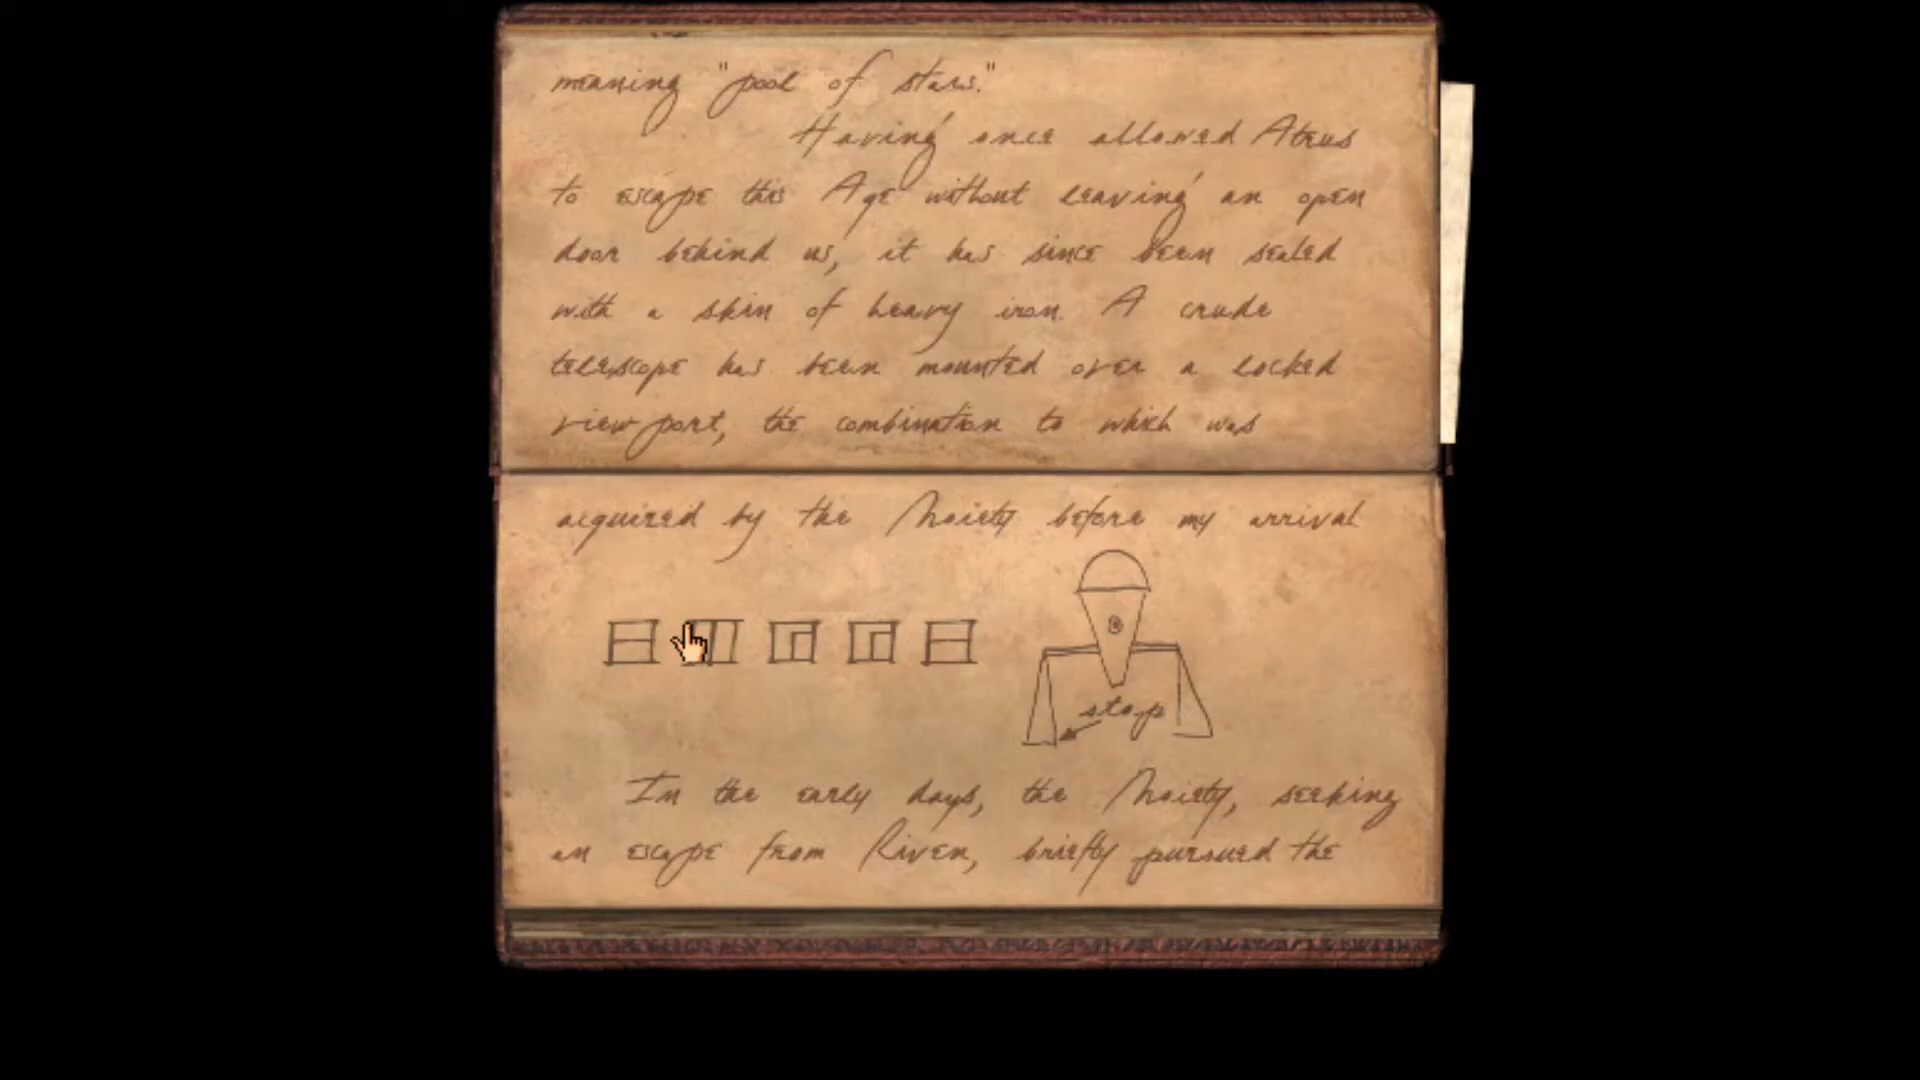 meaning "pool of stars."
Having once allowed Atrus
to escape this Age without leaving an open
door behind us, it has since been sealed
with a skin of heavy iron. A crude
telescope has been mounted over a locked
view port, the combination to which was
acquired by the Moiety before my arrival
stop
In the early days, the Moiety, seeking
an escape from Riven, briefly pursued the